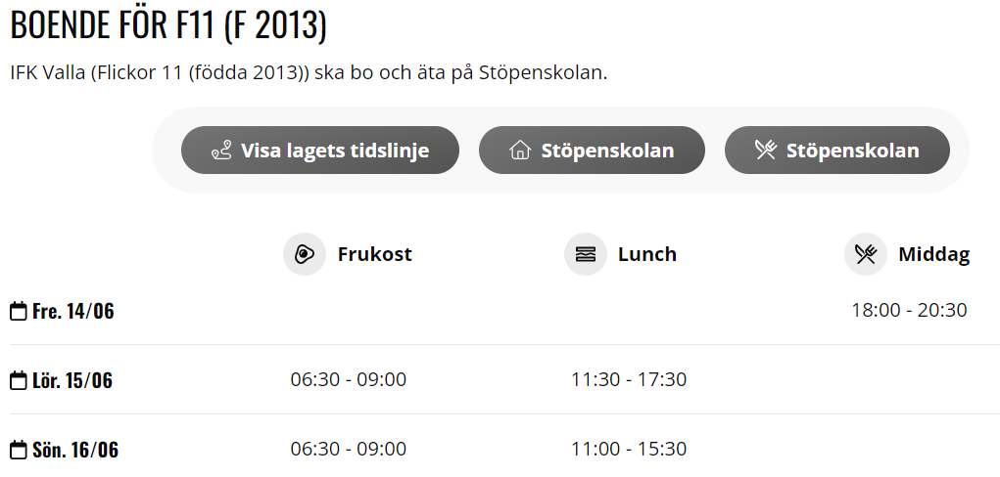 BOENDE FÖR F11 (F 2013)
IFK Valla (Flickor 11 (födda 2013)) ska bo och äta på Stöpenskolan.
Visa lagets tidslinje Stöpenskolan Stöpenskolan
Frukost Lunch Middag
Fre. 14/06 18:00 - 20:30
Lör. 15/06 06:30 - 09:00 11:30 - 17:30
Sön. 16/06 06:30 - 09:00 11:00 - 15:30